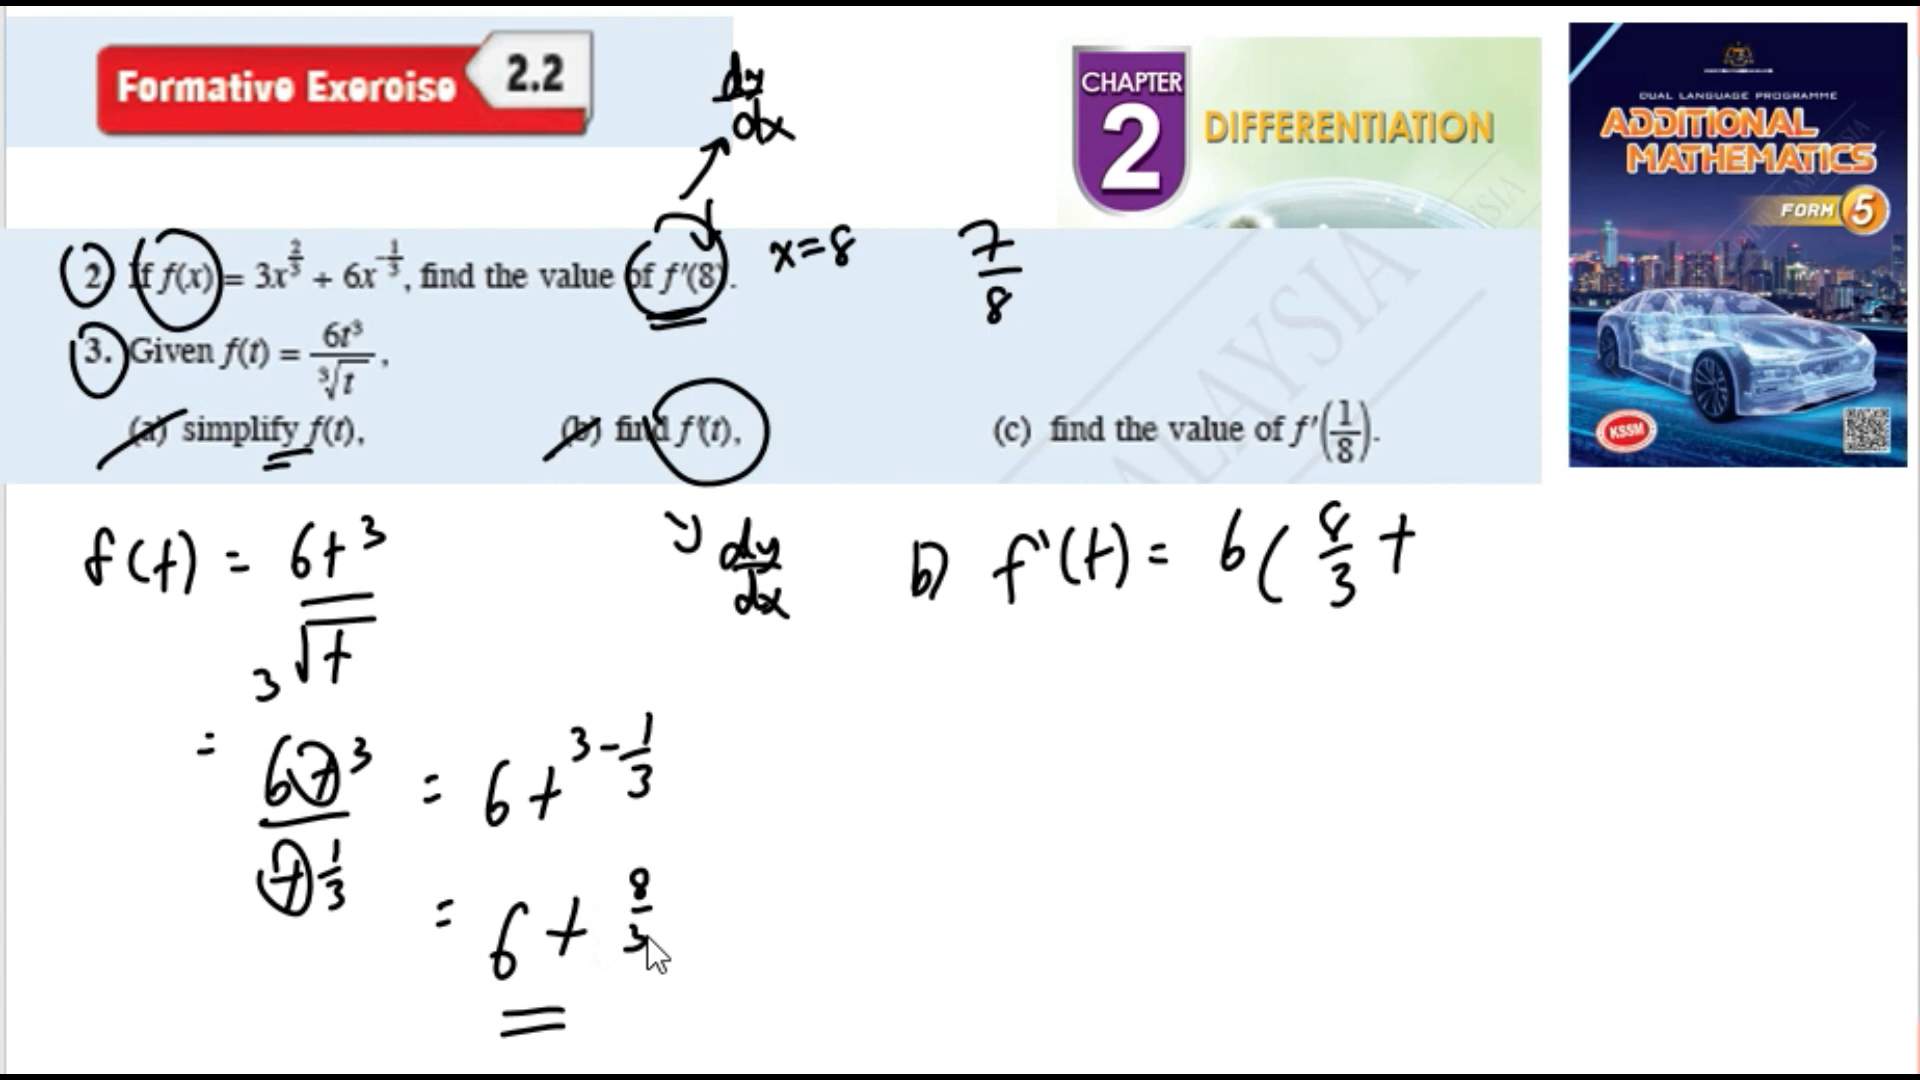 Formative Exercise 2.2
dy/dx
CHAPTER 2 DIFFERENTIATION
DUAL LANGUAGE PROGRAMME
ADDITIONAL
MATHEMATICS
FORM 5
KSSM
2 If f(x) = 3x^(2/3) + 6x^(-1/3), find the value of f'(8). x=8 7/8
3. Given f(t) = 6t³/∛t,
(a) simplify f(t), (b) find f'(t), (c) find the value of f'(1/8).
MALAYSIA
f(t) = 6t³/3√t
y dy/dx
b) f'(t) = 6(8/3 t
= 6t³/t^(1/3) = 6t^(3-1/3)
= 6t^(8/3)